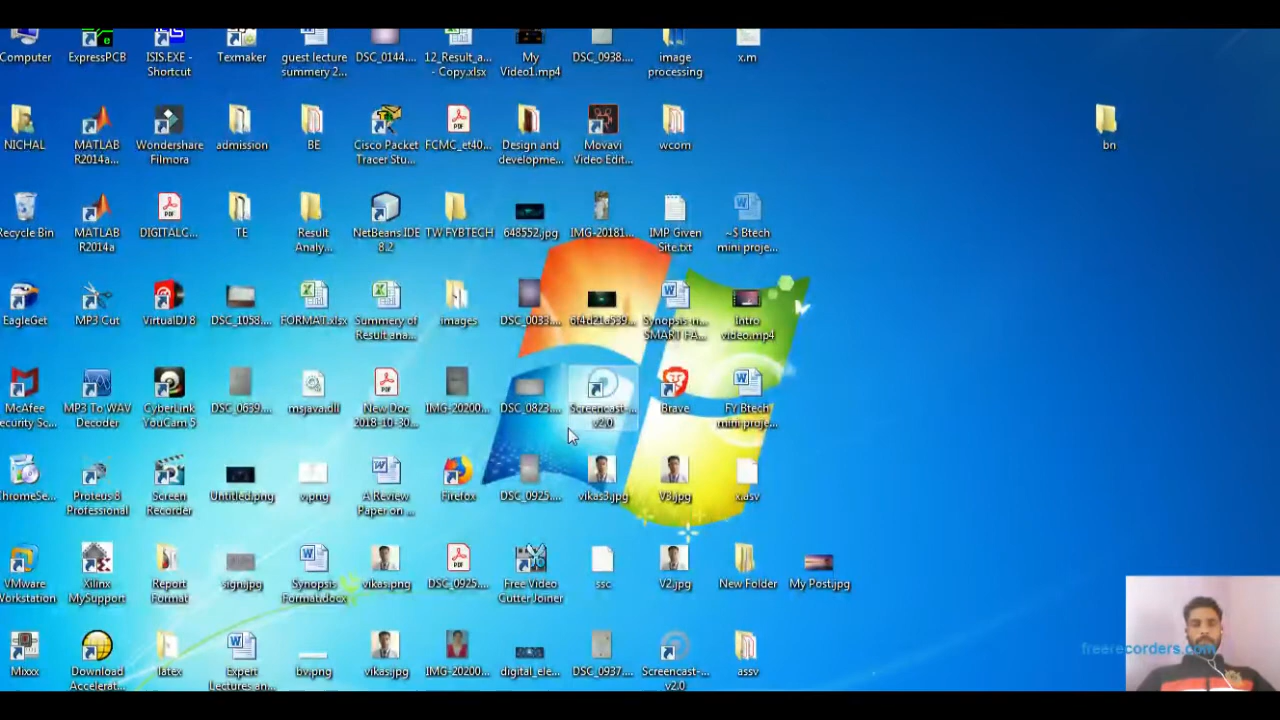 Computer
ExpressPCB
ISIS.EXE -
Shortcut
Texmaker
guest lecture
summery 2...
DSC_0144....
12_Result_a...
- Copy.xlsx
My
Video1.mp4
DSC_0938....
image
processing
x.m
NICHAL
MATLAB
R2014a...
Wondershare
Filmora
admission
BE
Cisco Packet
Tracer Stu...
FCMC_et40...
Design and
developme...
Movavi
Video Edit...
wcom
bn
Recycle Bin
MATLAB
R2014a
DIGITALC...
TE
Result
Analy...
NetBeans IDE
8.2
TW FYBTECH
648552.jpg
IMG-20181...
IMP Given
Site.txt
~$ Btech
mini proje...
EagleGet
MP3 Cut
VirtualDJ 8
DSC_1058....
FORMAT.xlsx
Summery of
Result ana...
images
DSC_0033....
6f4d21a539...
Synopsis-n...
SMART FA...
Intro
video.mp4
McAfee
ecurity Sc...
MP3 To WAV
Decoder
CyberLink
YouCam 5
DSC_0639....
msjava.dll
New Doc
2018-10-30...
IMG-20200...
DSC_0823....
Screencast-...
v2.0
Brave
FY Btech
mini proje...
ChromeSe...
Proteus 8
Professional
Screen
Recorder
Untitled.png
v.png
A Review
Paper on ...
Firefox
DSC_0925....
vikas3.jpg
V3.jpg
x.asv
VMware
Workstation
Xilinx
MySupport
Report
Format
sign.jpg
Synopsis
Format.docx
vikas.png
DSC_0925....
Free Video
Cutter Joiner
ssc
V2.jpg
New Folder
My Post.jpg
Mixxx
Download
Accelerat...
latex
Expert
Lectures an...
bv.png
vikas.jpg
IMG-20200...
digital_ele...
DSC_0937....
Screencast-...
v2.0
assv
freerecorders.com